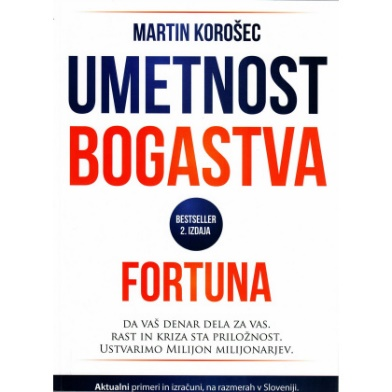 MARTIN KOROŠEC
UMETNOST
BOGASTVA
BESTSELLER
2. IZDAJA
FORTUNA
DA VAŠ DENAR DELA ZA VAS.
RAST IN KRIZA STA PRILOŽNOST.
USTVARIMO MILIJON MILIJONARJEV.
Aktualni primeri in izračuni, na razmerah v Sloveniji.